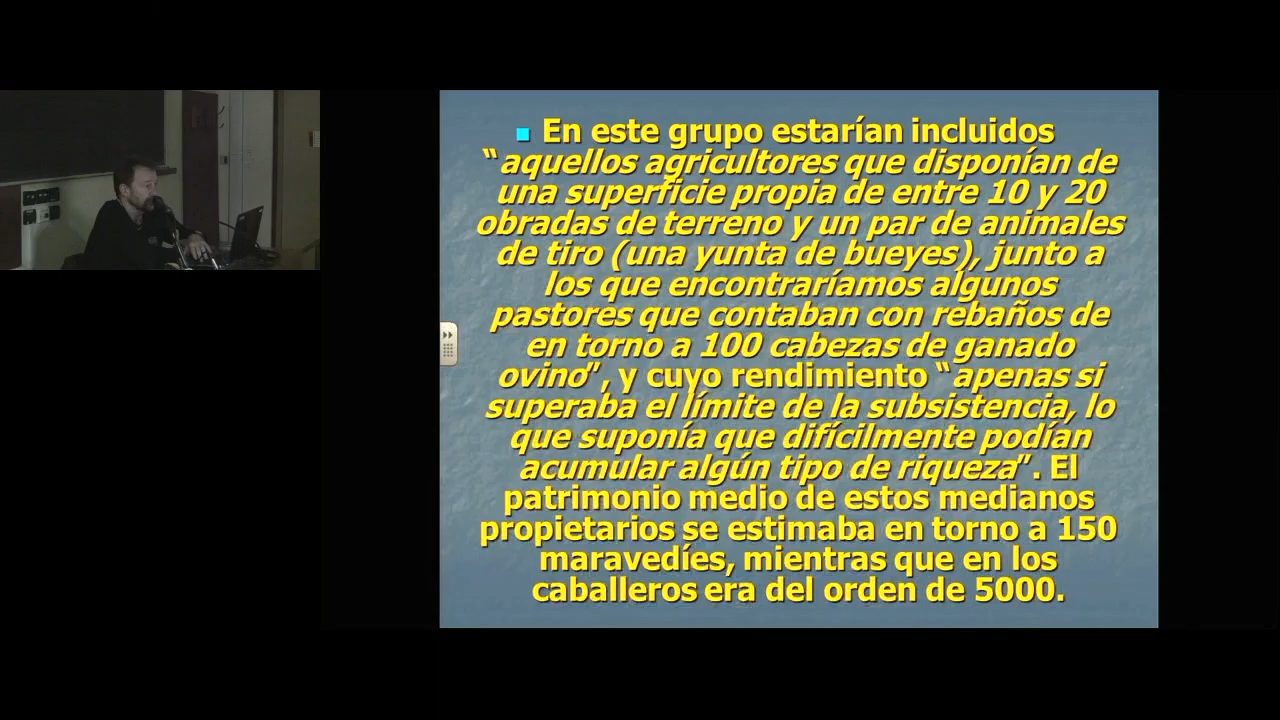 En este grupo estarían incluidos
“aquellos agricultores que disponían de
una superficie propia de entre 10 y 20
obradas de terreno y un par de animales
de tiro (una yunta de bueyes), junto a
los que encontraríamos algunos
pastores que contaban con rebaños de
en torno a 100 cabezas de ganado
ovino”, y cuyo rendimiento “apenas si
superaba el límite de la subsistencia, lo
que suponía que difícilmente podían
acumular algún tipo de riqueza”. El
patrimonio medio de estos medianos
propietarios se estimaba en torno a 150
maravedíes, mientras que en los
caballeros era del orden de 5000.